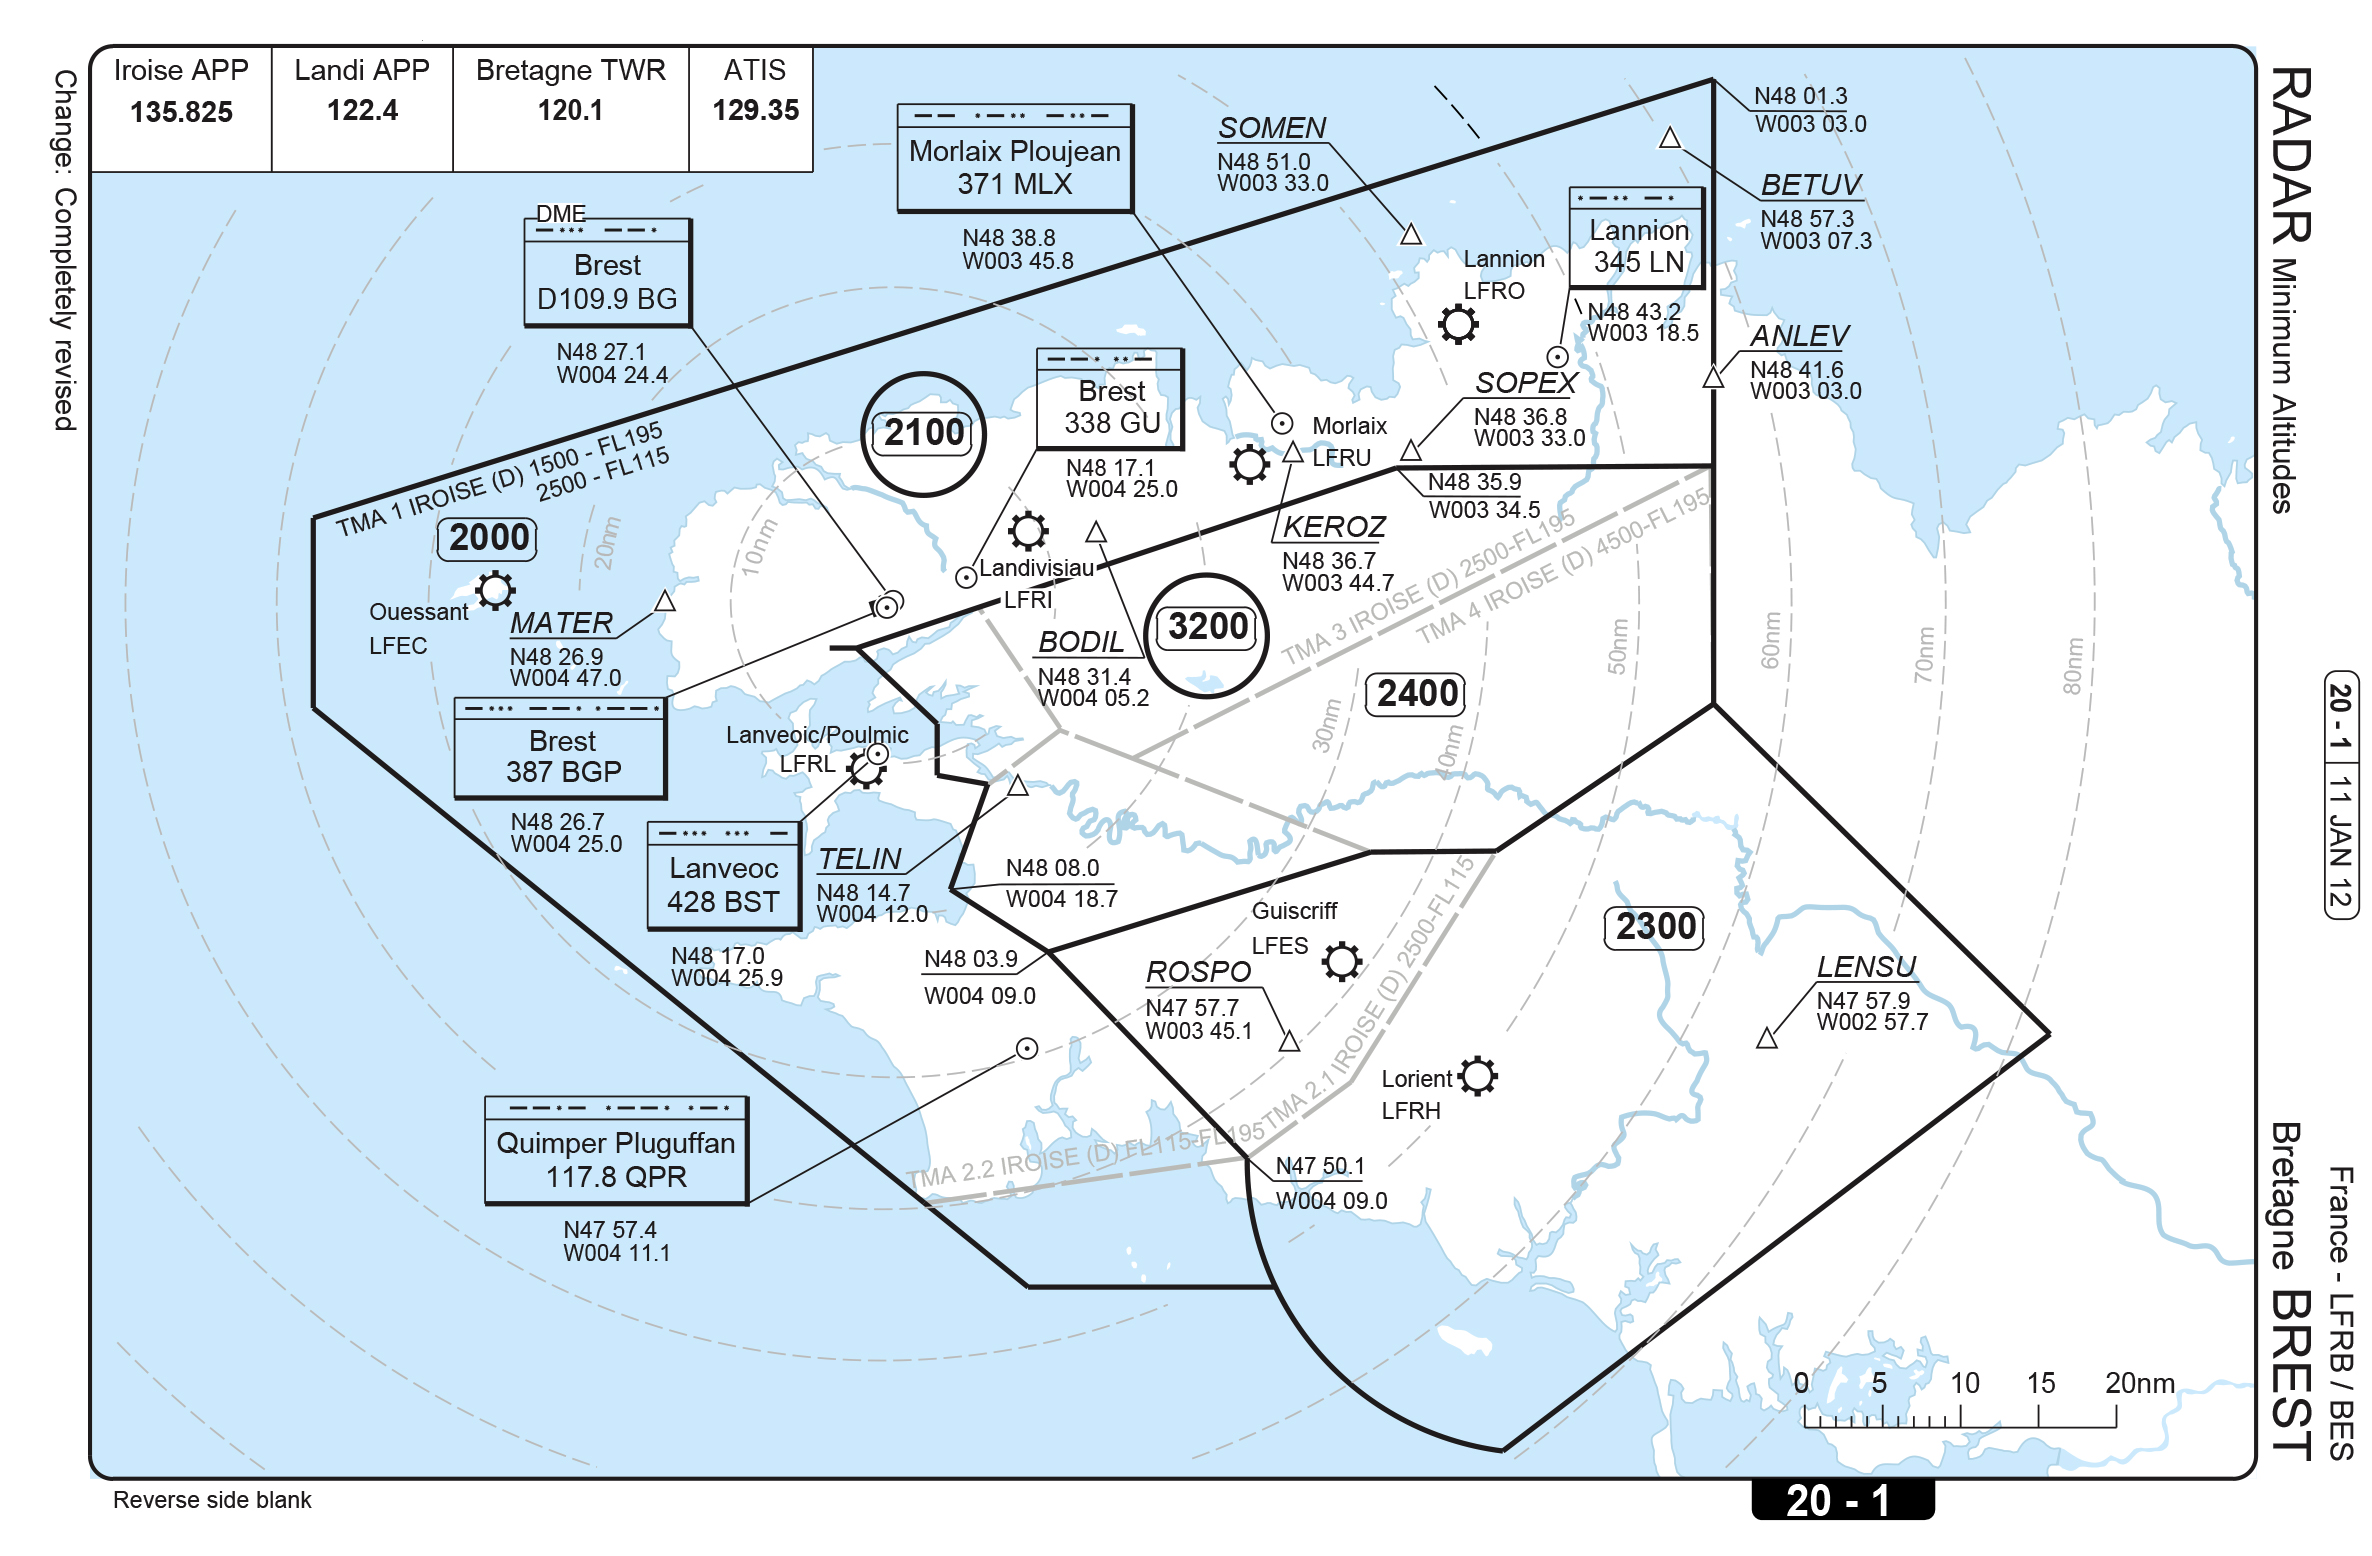 Iroise APP
135.825
Landi APP
122.4
Bretagne TWR
120.1
ATIS
129.35
Change: Completely revised
RADAR Minimum Altitudes
20 - 1 11 JAN 12
France - LFRB / BES
Bretagne BREST
Morlaix Ploujean
371 MLX
N48 38.8
W003 45.8
SOMEN
N48 51.0
W003 33.0
N48 01.3
W003 03.0
BETUV
N48 57.3
W003 07.3
Lannion
345 LN
N48 43.2
W003 18.5
Lannion
LFRO
DME
Brest
D109.9 BG
N48 27.1
W004 24.4
ANLEV
N48 41.6
W003 03.0
SOPEX
N48 36.8
W003 33.0
Brest
338 GU
N48 17.1
W004 25.0
2100
Morlaix
LFRU
N48 35.9
W003 34.5
TMA 1 IROISE (D) 1500 - FL195
2500 - FL115
2000
20nm
10nm
KEROZ
N48 36.7
W003 44.7
TMA 3 IROISE (D) 2500-FL195
TMA 4 IROISE (D) 4500-FL195
Landivisiau
LFRI
Ouessant
LFEC
MATER
N48 26.9
W004 47.0
BODIL
N48 31.4
W004 05.2
3200
2400
30nm
40nm
50nm
60nm
70nm
80nm
Brest
387 BGP
N48 26.7
W004 25.0
Lanveoic/Poulmic
LFRL
Lanveoc
428 BST
N48 17.0
W004 25.9
TELIN
N48 14.7
W004 12.0
N48 08.0
W004 18.7
N48 03.9
W004 09.0
Guiscriff
LFES
ROSPO
N47 57.7
W003 45.1
2300
LENSU
N47 57.9
W002 57.7
TMA 2.1 IROISE (D) 2500-FL115
Lorient
LFRH
Quimper Pluguffan
117.8 QPR
N47 57.4
W004 11.1
TMA 2.2 IROISE (D) FL115-FL195
N47 50.1
W004 09.0
0 5 10 15 20nm
Reverse side blank
20 - 1